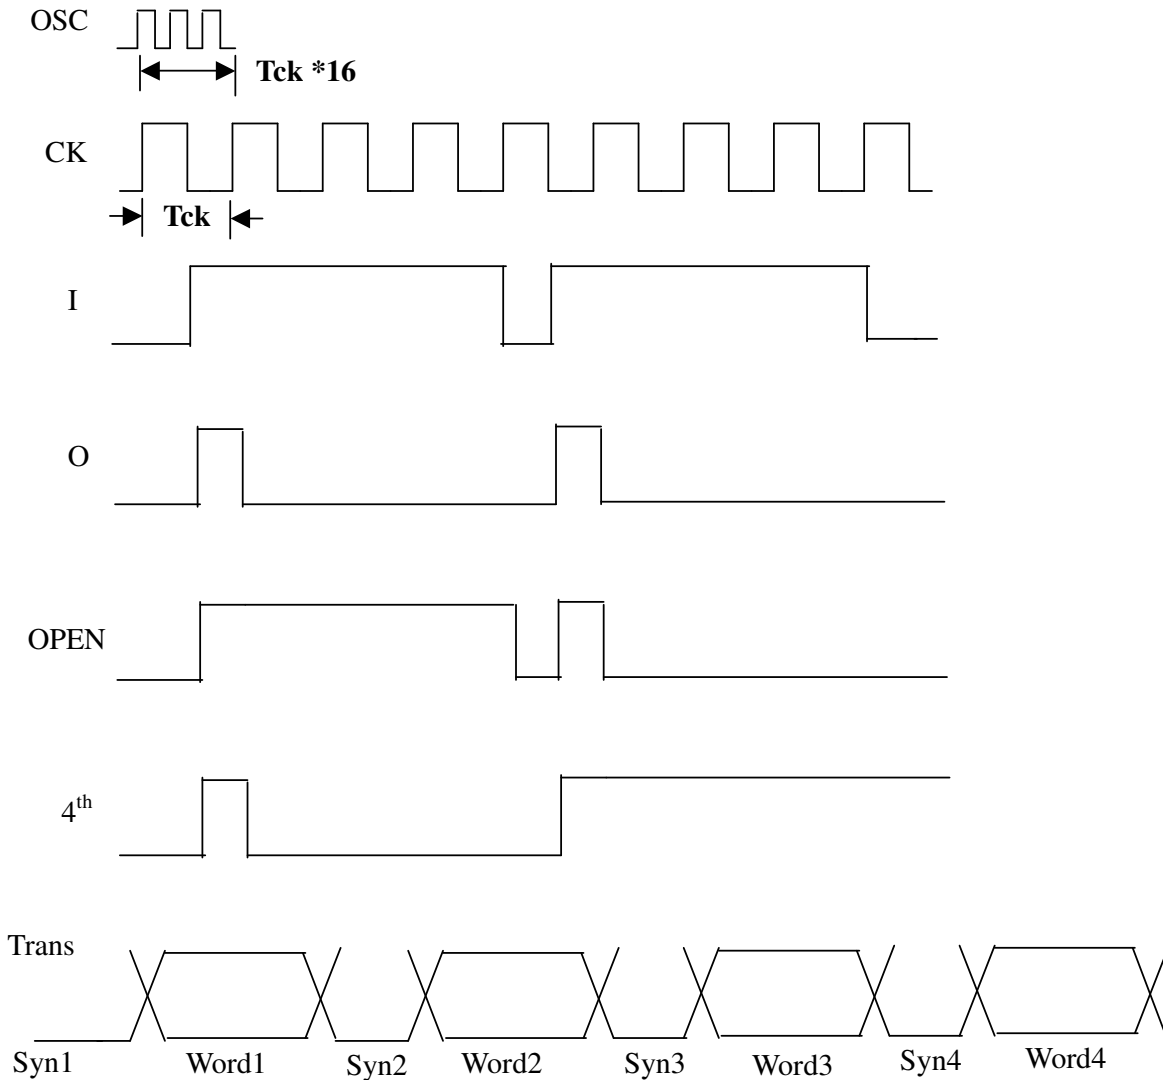 OSC
Tck *16
CK
Tck
I
O
OPEN
4th
Trans
Syn1 Word1 Syn2 Word2 Syn3 Word3 Syn4 Word4